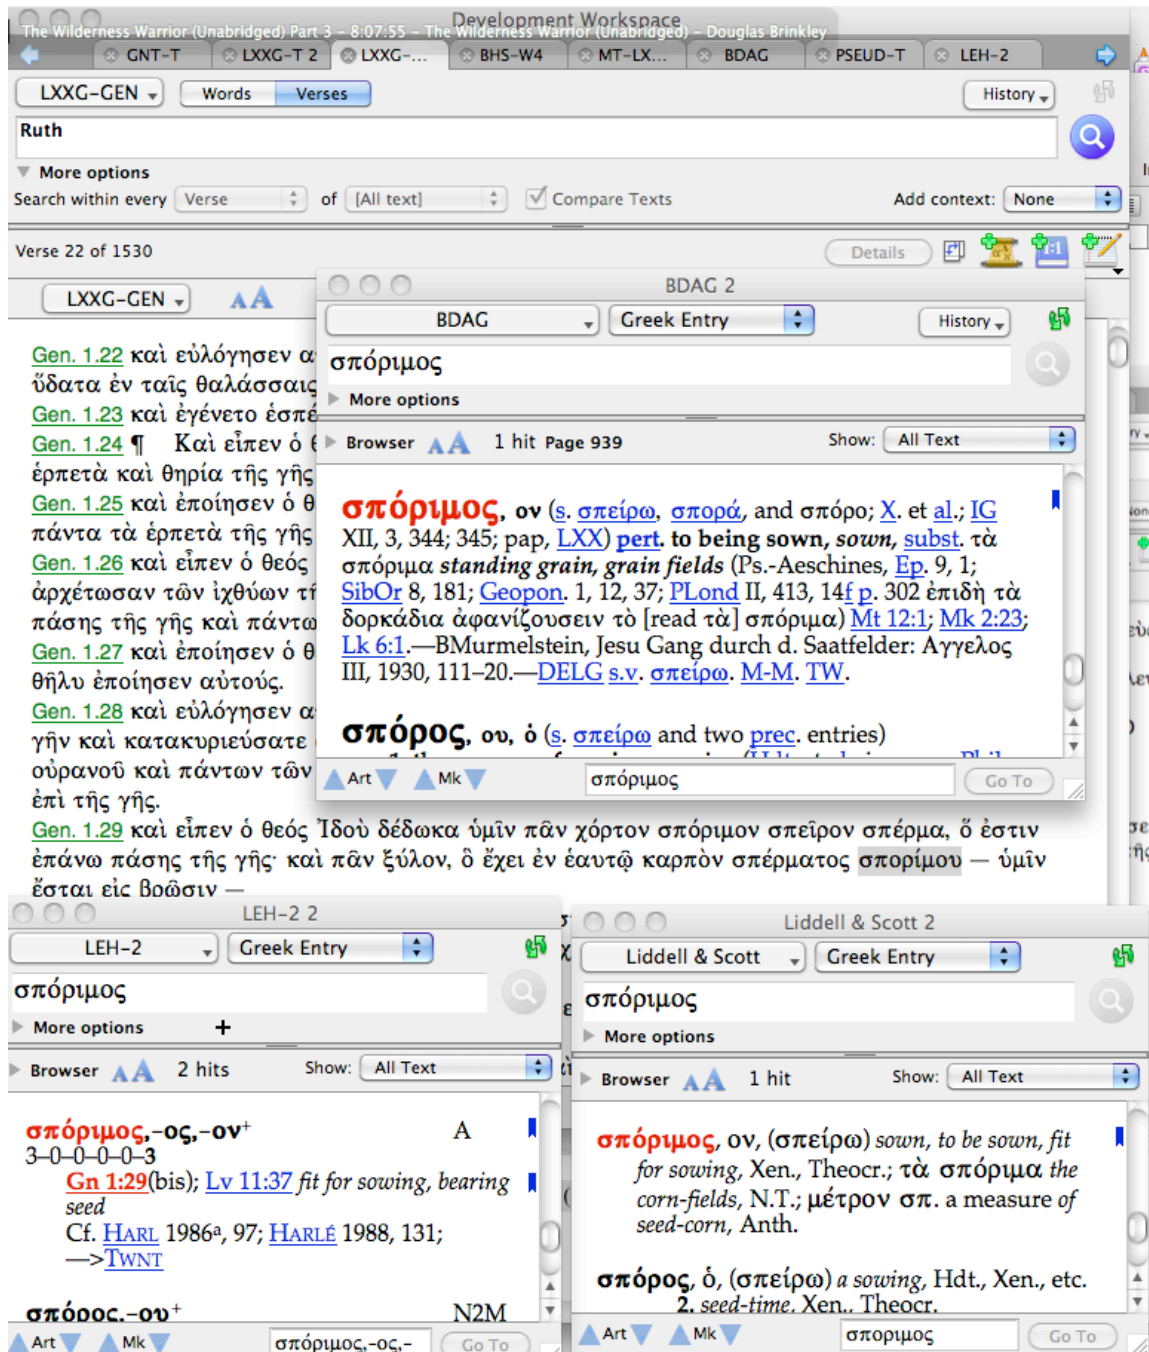 Development Workspace
The Wilderness Warrior (Unabridged) Part 3 – 8:07:55 – The Wilderness Warrior (Unabridged) – Douglas Brinkley
GNT-T LXXG-T 2 LXXG-... BHS-W4 MT-LX... BDAG PSEUD-T LEH-2
LXXG-GEN Words Verses History
Ruth
More options
Search within every Verse of [All text] Compare Texts Add context: None
Verse 22 of 1530 Details
LXXG-GEN AA
Gen. 1.22 καὶ εὐλόγησεν
ὕδατα ἐν ταῖς θαλάσσαις
Gen. 1.23 καὶ ἐγένετο
Gen. 1.24 ¶ Καὶ εἶπεν ὁ
ἑρπετὰ καὶ θηρία τῆς γῆς
Gen. 1.25 καὶ ἐποίησεν ὁ
πάντα τὰ ἑρπετὰ τῆς γῆς
Gen. 1.26 καὶ εἶπεν ὁ θεός
ἀρχέτωσαν τῶν ἰχθύων
πάσης τῆς γῆς καὶ
Gen. 1.27 καὶ ἐποίησεν ὁ
θῆλυ ἐποίησεν αὐτούς.
Gen. 1.28 καὶ εὐλόγησεν
γῆν καὶ κατακυριεύσατε
οὐρανοῦ καὶ πάντων τῶν
ἐπὶ τῆς γῆς.
Gen. 1.29 καὶ εἶπεν ὁ θεός Ἰδοὺ δέδωκα ὑμῖν πᾶν χόρτον σπόριμον σπεῖρον σπέρμα, ὅ ἐστιν
ἐπάνω πάσης τῆς γῆς· καὶ πᾶν ξύλον, ὃ ἔχει ἐν ἑαυτῷ καρπὸν σπέρματος σπορίμου — ὑμῖν
ἔσται εἰς βρῶσιν —
BDAG 2
BDAG Greek Entry History
σπόριμος
More options
Browser AA 1 hit Page 939 Show: All Text
σπόριμος, ον (s. σπείρω, σπορά, and σπόρο; X. et al.; IG
XII, 3, 344; 345; pap, LXX) pert. to being sown, sown, subst. τὰ
σπόριμα standing grain, grain fields (Ps.-Aeschines, Ep. 9, 1;
SibOr 8, 181; Geopon. 1, 12, 37; PLond II, 413, 14f p. 302 ἐπιδὴ τὰ
δορκάδια ἀφανίζουσειν τὸ [read τὰ] σπόριμα) Mt 12:1; Mk 2:23;
Lk 6:1.—BMurmelstein, Jesu Gang durch d. Saatfelder: Αγγελος
III, 1930, 111–20.—DELG s.v. σπείρω. M-M. TW.
σπόρος, ου, ὁ (s. σπείρω and two prec. entries)
Art Mk σπόριμος Go To
LEH-2 2
LEH-2 Greek Entry
σπόριμος
More options
Browser AA 2 hits Show: All Text
σπόριμος,-ος,-ον+ A
3–0–0–0–0–3
Gn 1:29(bis); Lv 11:37 fit for sowing, bearing
seed
Cf. HARL 1986a, 97; HARLÉ 1988, 131;
—>TWNT
σπόρος,-ου+ N2M
Art Mk σπόριμος,-ος,- Go To
Liddell & Scott 2
Liddell & Scott Greek Entry
σπόριμος
More options
Browser AA 1 hit Show: All Text
σπόριμος, ον, (σπείρω) sown, to be sown, fit
for sowing, Xen., Theocr.; τὰ σπόριμα the
corn-fields, N.T.; μέτρον σπ. a measure of
seed-corn, Anth.
σπόρος, ὁ, (σπείρω) a sowing, Hdt., Xen., etc.
2. seed-time, Xen., Theocr.
Art Mk σποριμος Go To